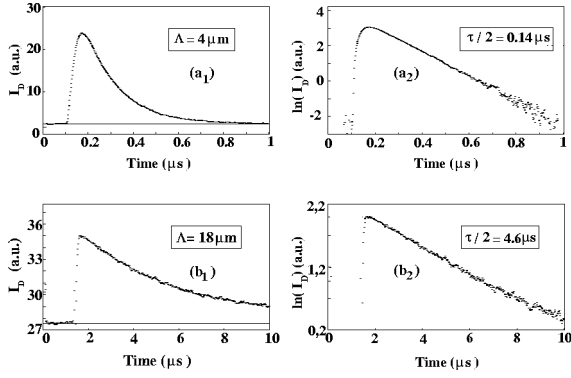 30
20
10
0
I_D (a.u.)
Λ = 4 μm
(a₁)
0 0.2 0.4 0.6 0.8 1
Time (μs)
4
2
0
-2
ln( I_D ) (a.u.)
τ / 2 = 0.14 μs
(a₂)
0 0.2 0.4 0.6 0.8 1
Time (μs)
36
33
30
27
I_D (a.u.)
Λ = 18 μm
(b₁)
0 2 4 6 8 10
Time (μs)
2,2
1,2
0,2
ln( I_D ) (a.u.)
τ / 2 = 4.6 μs
(b₂)
0 2 4 6 8 10
Time (μs)